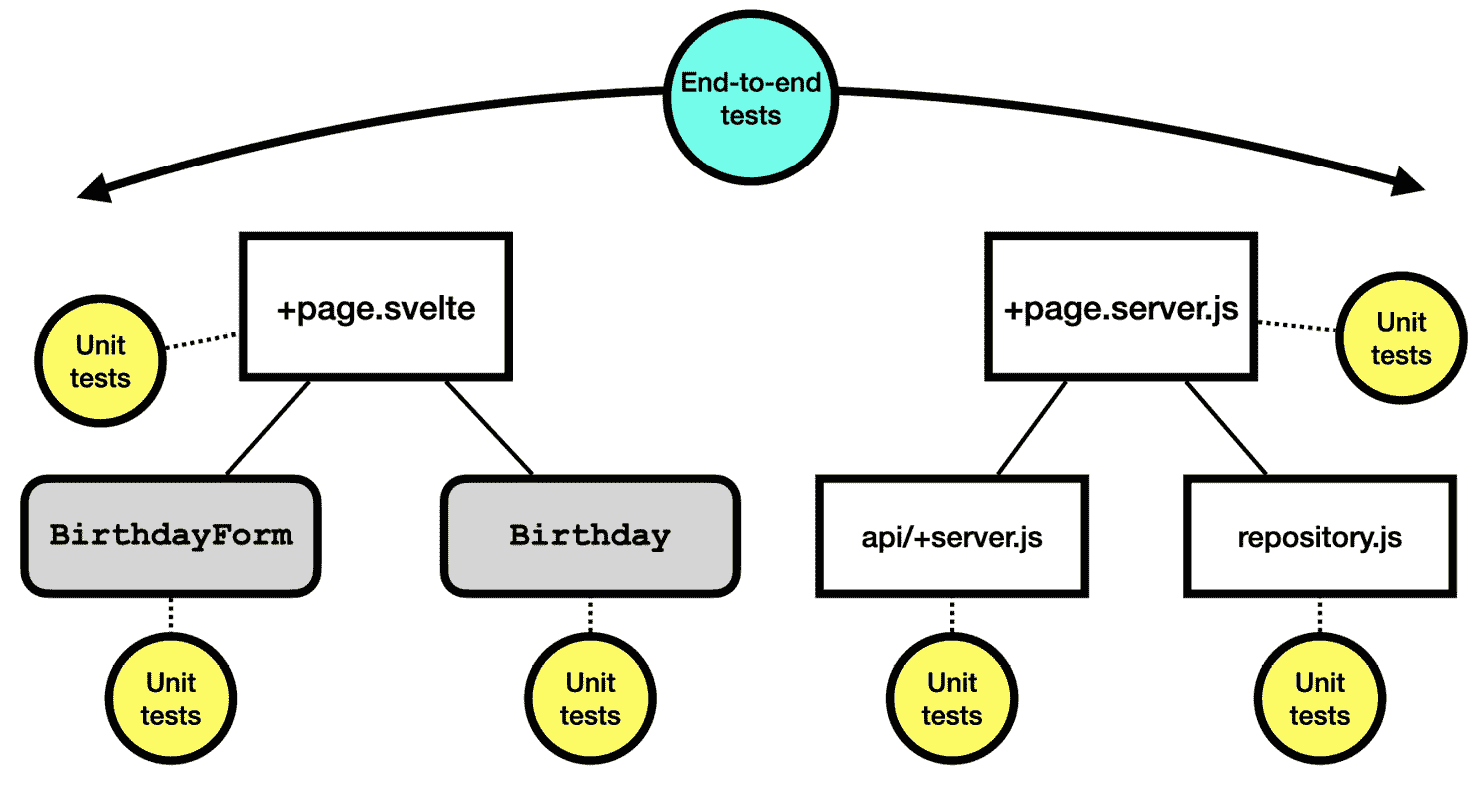 End-to-end
tests
+page.svelte
+page.server.js
Unit
tests
Unit
tests
BirthdayForm
Birthday
api/+server.js
repository.js
Unit
tests
Unit
tests
Unit
tests
Unit
tests